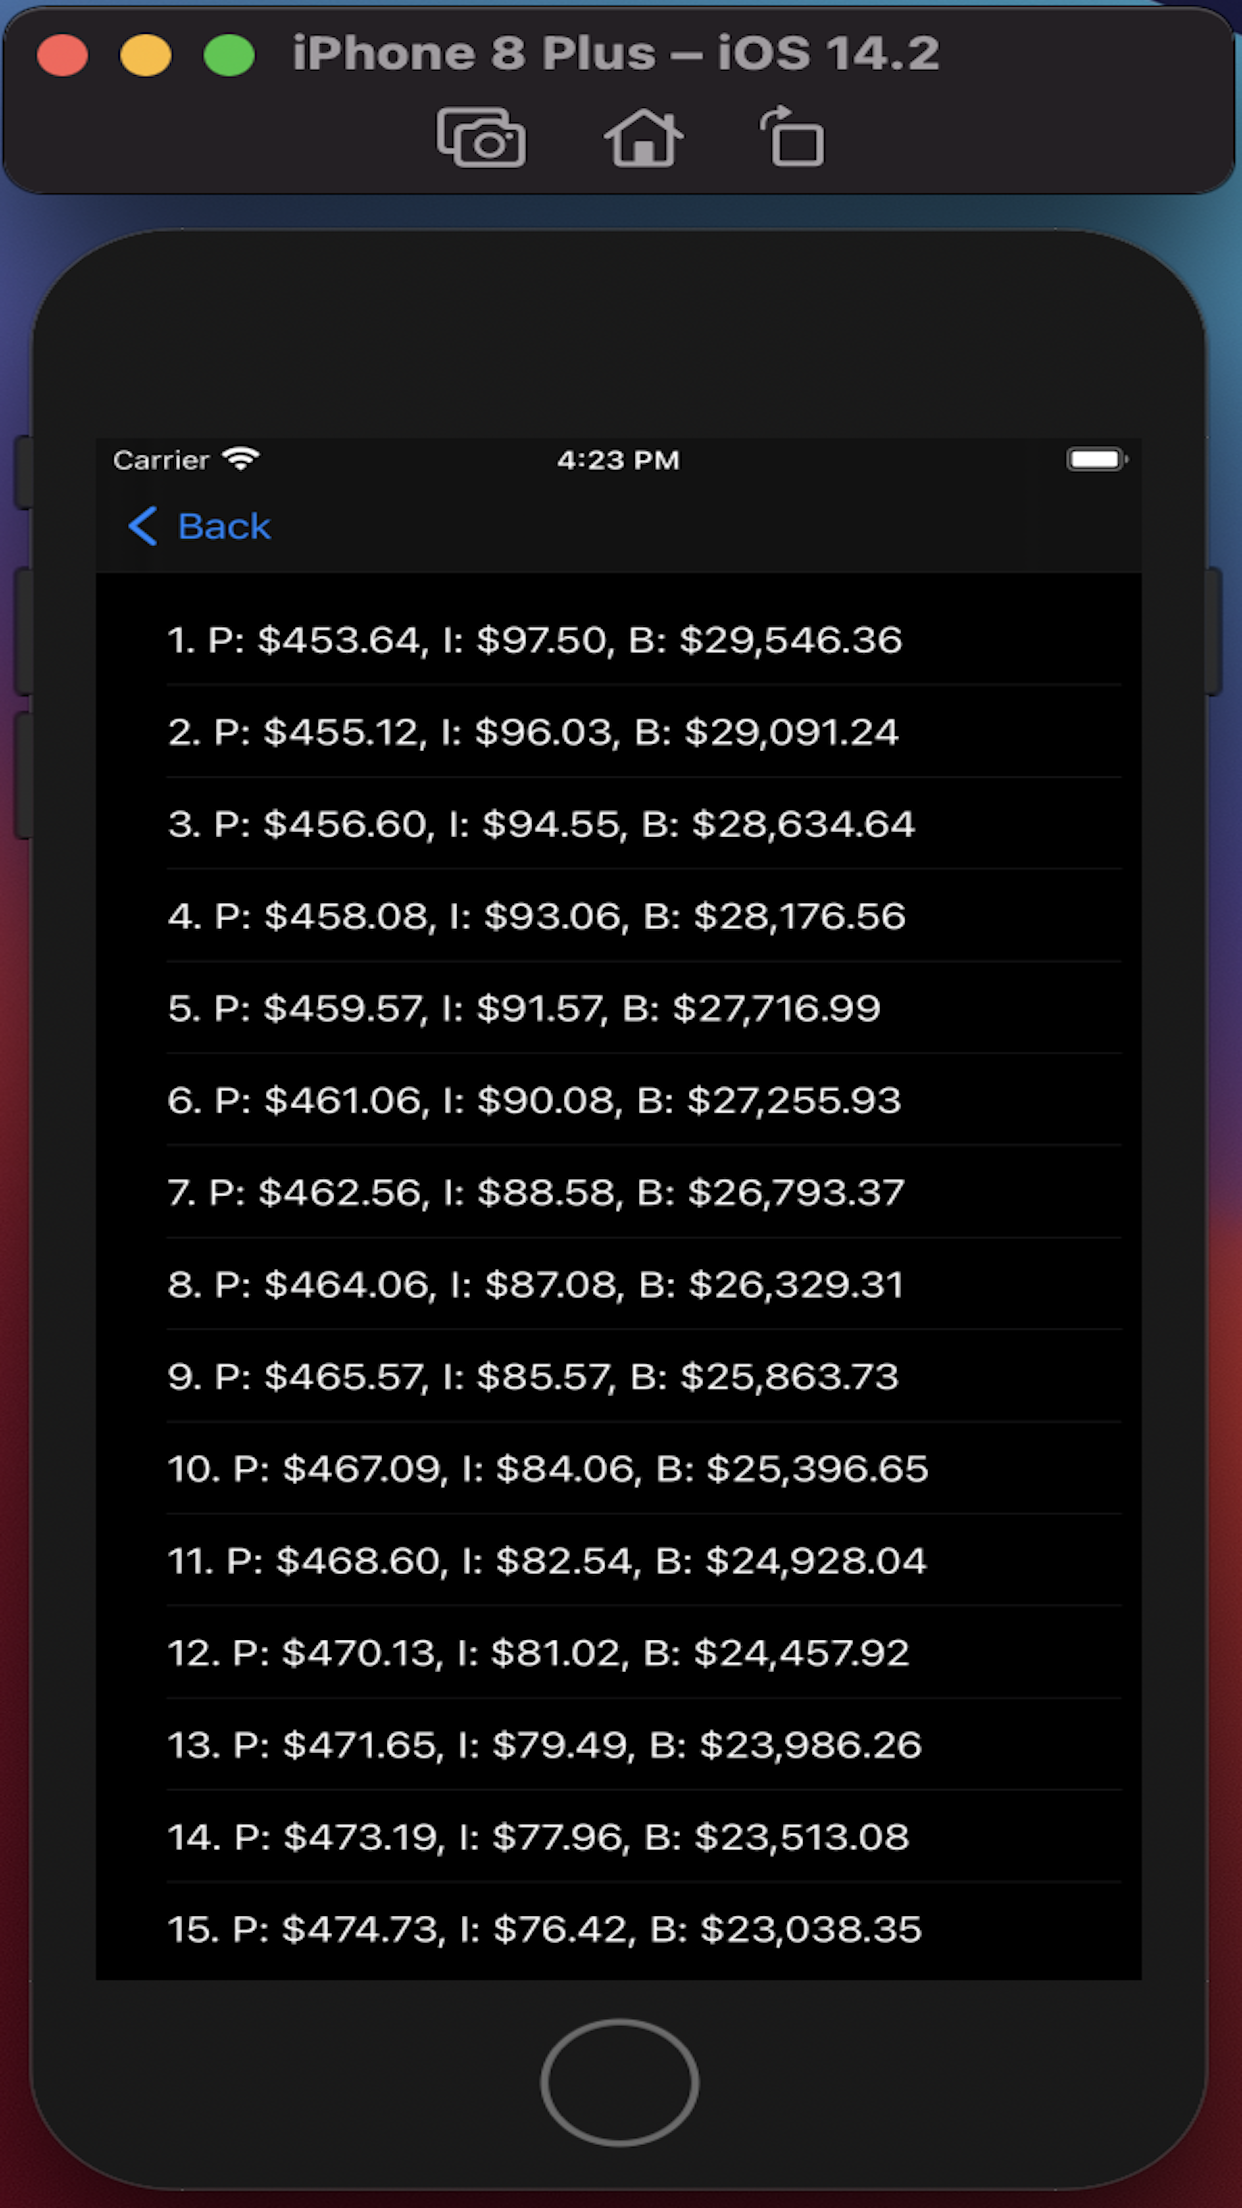 iPhone 8 Plus – iOS 14.2
Carrier 4:23 PM
Back
1. P: $453.64, I: $97.50, B: $29,546.36
2. P: $455.12, I: $96.03, B: $29,091.24
3. P: $456.60, I: $94.55, B: $28,634.64
4. P: $458.08, I: $93.06, B: $28,176.56
5. P: $459.57, I: $91.57, B: $27,716.99
6. P: $461.06, I: $90.08, B: $27,255.93
7. P: $462.56, I: $88.58, B: $26,793.37
8. P: $464.06, I: $87.08, B: $26,329.31
9. P: $465.57, I: $85.57, B: $25,863.73
10. P: $467.09, I: $84.06, B: $25,396.65
11. P: $468.60, I: $82.54, B: $24,928.04
12. P: $470.13, I: $81.02, B: $24,457.92
13. P: $471.65, I: $79.49, B: $23,986.26
14. P: $473.19, I: $77.96, B: $23,513.08
15. P: $474.73, I: $76.42, B: $23,038.35